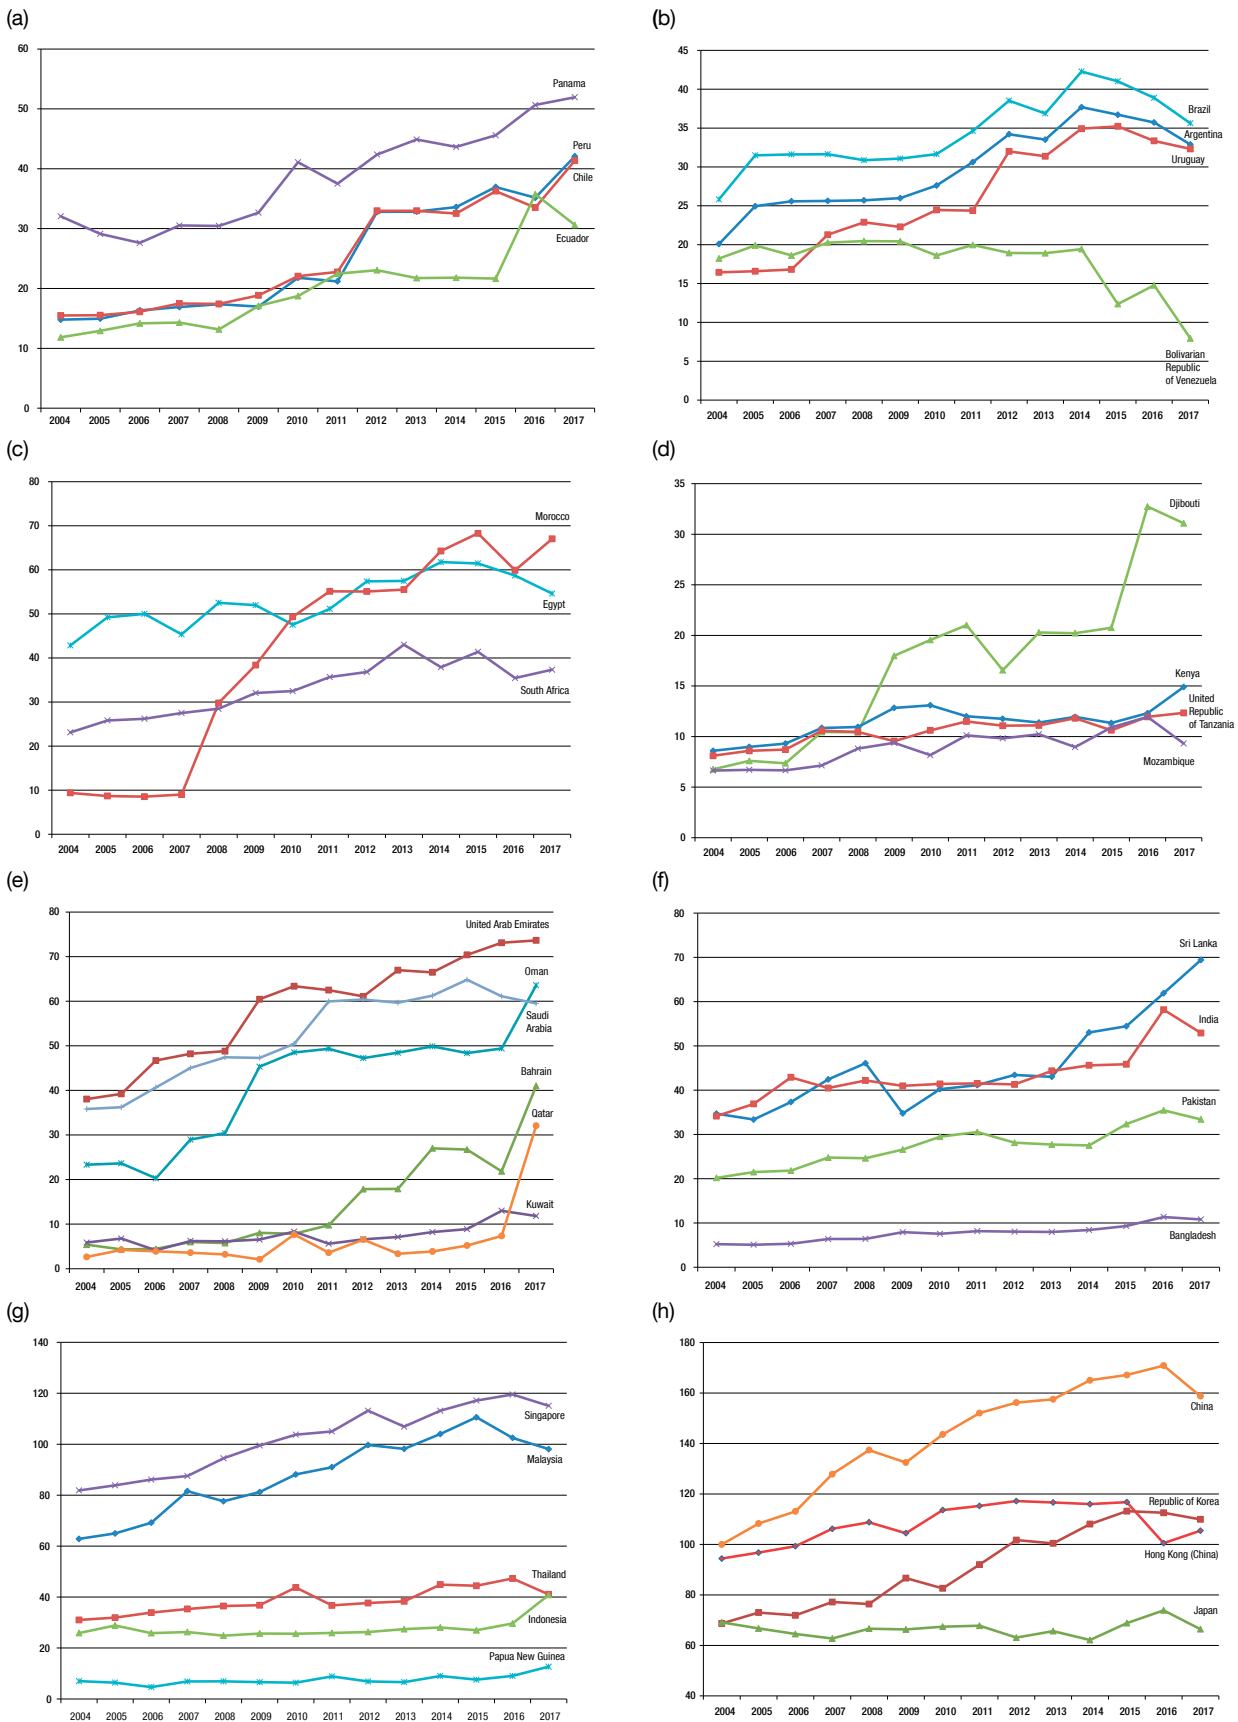 (a)
60
50
40
30
20
10
0
Panama
Peru
Chile
Ecuador
2004 2005 2006 2007 2008 2009 2010 2011 2012 2013 2014 2015 2016 2017
(b)
45
40
35
30
25
20
15
10
5
0
Brazil
Argentina
Uruguay
Bolivarian
Republic
of Venezuela
2004 2005 2006 2007 2008 2009 2010 2011 2012 2013 2014 2015 2016 2017
(c)
80
70
60
50
40
30
20
10
0
Morocco
Egypt
South Africa
2004 2005 2006 2007 2008 2009 2010 2011 2012 2013 2014 2015 2016 2017
(d)
35
30
25
20
15
10
5
0
Djibouti
Kenya
United
Republic
of Tanzania
Mozambique
2004 2005 2006 2007 2008 2009 2010 2011 2012 2013 2014 2015 2016 2017
(e)
80
70
60
50
40
30
20
10
0
United Arab Emirates
Oman
Saudi
Arabia
Bahrain
Qatar
Kuwait
2004 2005 2006 2007 2008 2009 2010 2011 2012 2013 2014 2015 2016 2017
(f)
80
70
60
50
40
30
20
10
0
Sri Lanka
India
Pakistan
Bangladesh
2004 2005 2006 2007 2008 2009 2010 2011 2012 2013 2014 2015 2016 2017
(g)
140
120
100
80
60
40
20
0
Singapore
Malaysia
Thailand
Indonesia
Papua New Guinea
2004 2005 2006 2007 2008 2009 2010 2011 2012 2013 2014 2015 2016 2017
(h)
180
160
140
120
100
80
60
40
China
Republic of Korea
Hong Kong (China)
Japan
2004 2005 2006 2007 2008 2009 2010 2011 2012 2013 2014 2015 2016 2017